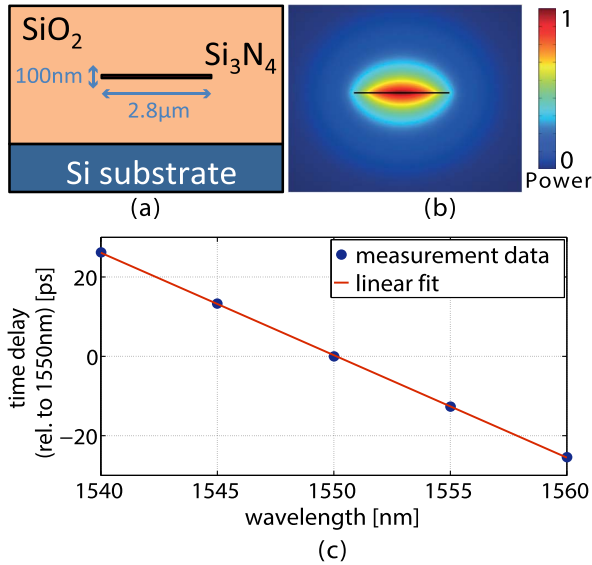 SiO2
Si3N4
100nm
2.8μm
Si substrate
(a)
1
0
Power
(b)
measurement data
linear fit
time delay
(rel. to 1550nm) [ps]
20
0
−20
1540
1545
1550
1555
1560
wavelength [nm]
(c)